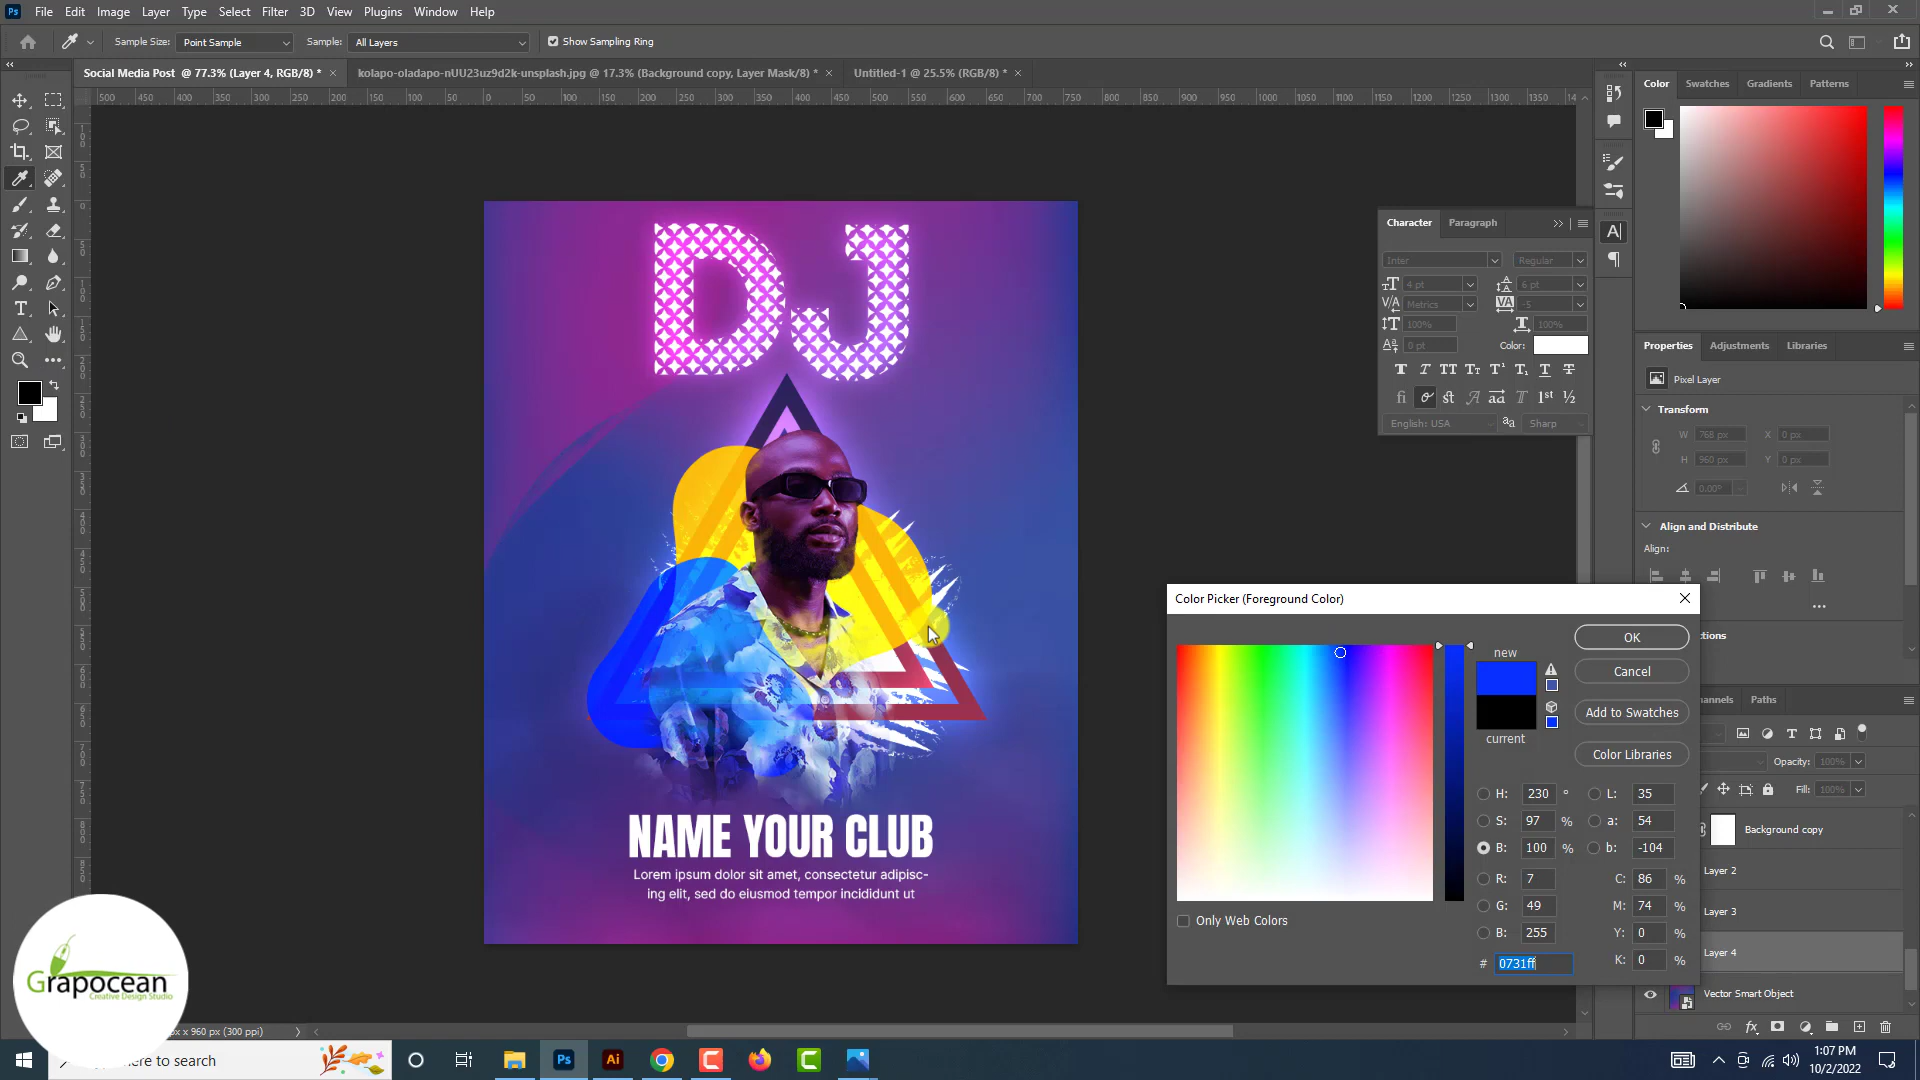 File Edit Image Layer Type Select Filter 3D View Plugins Window Help
Sample Size: Point Sample Sample: All Layers Show Sampling Ring
Social Media Post @ 77.3% (Layer 4, RGB/8) *
kolapo-oladapo-nUU23uz9d2k-unsplash.jpg @ 17.3% (Background copy, Layer Mask/8) *
Untitled-1 @ 25.5% (RGB/8) *
Color Swatches Gradients Patterns
Character Paragraph
Inter Regular
4 pt 6 pt
Metrics -5
100% 100%
0 pt Color:
English: USA Sharp
Properties Adjustments Libraries
Pixel Layer
Transform
W 768 px X 0 px
H 960 px Y 0 px
0.00°
Align and Distribute
Align:
DJ
NAME YOUR CLUB
Lorem ipsum dolor sit amet, consectetur adipisc-
ing elit, sed do eiusmod tempor incididunt ut
Color Picker (Foreground Color)
new
current
OK
Cancel
Add to Swatches
Color Libraries
H: 230 ° L: 35
S: 97 % a: 54
B: 100 % b: -104
R: 7 C: 86 %
G: 49 M: 74 %
B: 255 Y: 0 %
# 0731ff K: 0 %
Only Web Colors
Paths
Opacity: 100%
Fill: 100%
Background copy
Layer 2
Layer 3
Layer 4
Vector Smart Object
Grapocean
Creative Design Studio
px x 960 px (300 ppi)
here to search
1:07 PM
10/2/2022